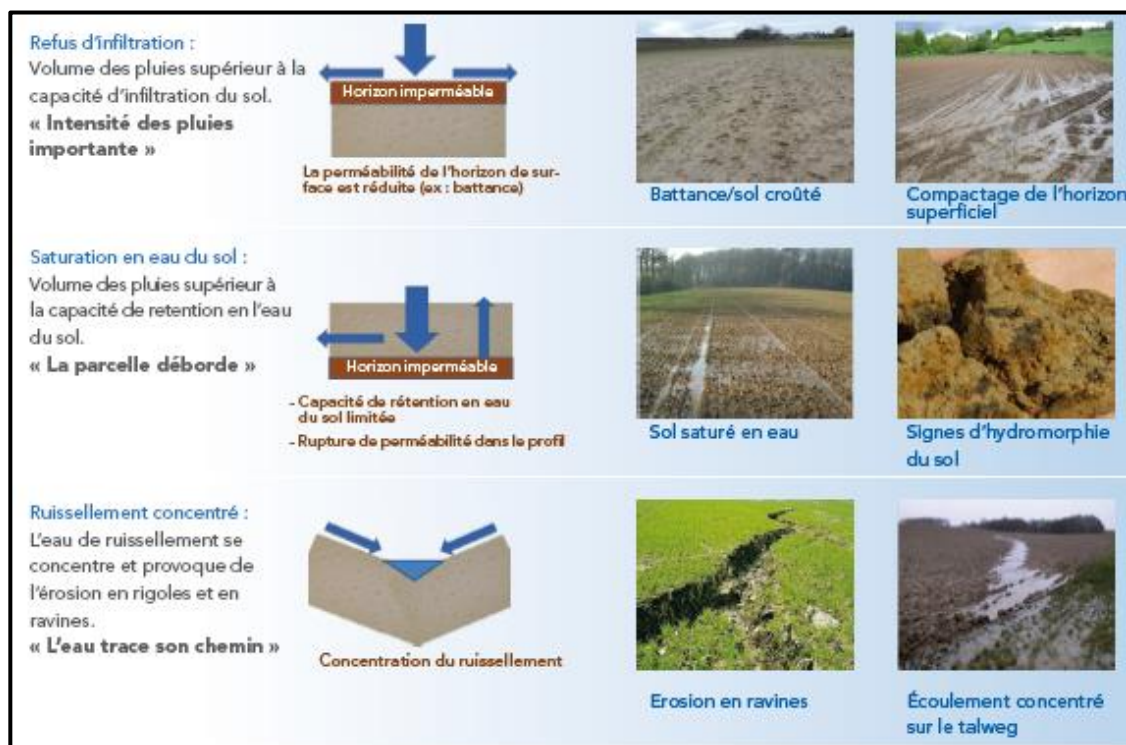 Refus d'infiltration :
Volume des pluies supérieur à la
capacité d'infiltration du sol.
« Intensité des pluies
importante »
Horizon imperméable
La perméabilité de l'horizon de sur-
face est réduite (ex : battance)
Battance/sol croûté
Compactage de l'horizon
superficiel
Saturation en eau du sol :
Volume des pluies supérieur à
la capacité de retention en l'eau
du sol.
« La parcelle déborde »
Horizon imperméable
- Capacité de rétention en eau
du sol limitée
- Rupture de perméabilité dans le profil
Sol saturé en eau
Signes d'hydromorphie
du sol
Ruissellement concentré :
L'eau de ruissellement se
concentre et provoque de
l'érosion en rigoles et en
ravines.
« L'eau trace son chemin »
Concentration du ruissellement
Erosion en ravines
Écoulement concentré
sur le talweg